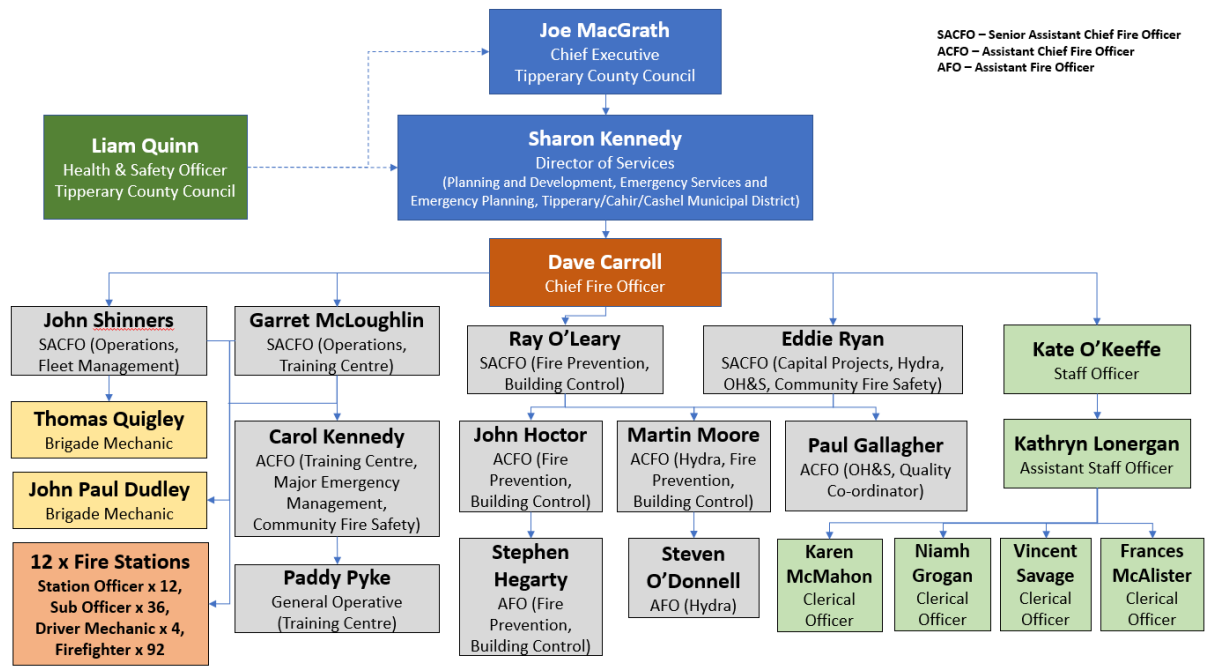 Joe MacGrath
Chief Executive
Tipperary County Council
SACFO – Senior Assistant Chief Fire Officer
ACFO – Assistant Chief Fire Officer
AFO – Assistant Fire Officer
Liam Quinn
Health & Safety Officer
Tipperary County Council
Sharon Kennedy
Director of Services
(Planning and Development, Emergency Services and
Emergency Planning, Tipperary/Cahir/Cashel Municipal District)
Dave Carroll
Chief Fire Officer
John Shinners
SACFO (Operations,
Fleet Management)
Garret McLoughlin
SACFO (Operations,
Training Centre)
Ray O’Leary
SACFO (Fire Prevention,
Building Control)
Eddie Ryan
SACFO (Capital Projects, Hydra,
OH&S, Community Fire Safety)
Kate O’Keeffe
Staff Officer
Thomas Quigley
Brigade Mechanic
Carol Kennedy
ACFO (Training Centre,
Major Emergency
Management,
Community Fire Safety)
John Hoctor
ACFO (Fire
Prevention,
Building Control)
Martin Moore
ACFO (Hydra, Fire
Prevention,
Building Control)
Paul Gallagher
ACFO (OH&S, Quality
Co-ordinator)
Kathryn Lonergan
Assistant Staff Officer
John Paul Dudley
Brigade Mechanic
12 x Fire Stations
Station Officer x 12,
Sub Officer x 36,
Driver Mechanic x 4,
Firefighter x 92
Paddy Pyke
General Operative
(Training Centre)
Stephen
Hegarty
AFO (Fire
Prevention,
Building Control)
Steven
O’Donnell
AFO (Hydra)
Karen
McMahon
Clerical
Officer
Niamh
Grogan
Clerical
Officer
Vincent
Savage
Clerical
Officer
Frances
McAlister
Clerical
Officer